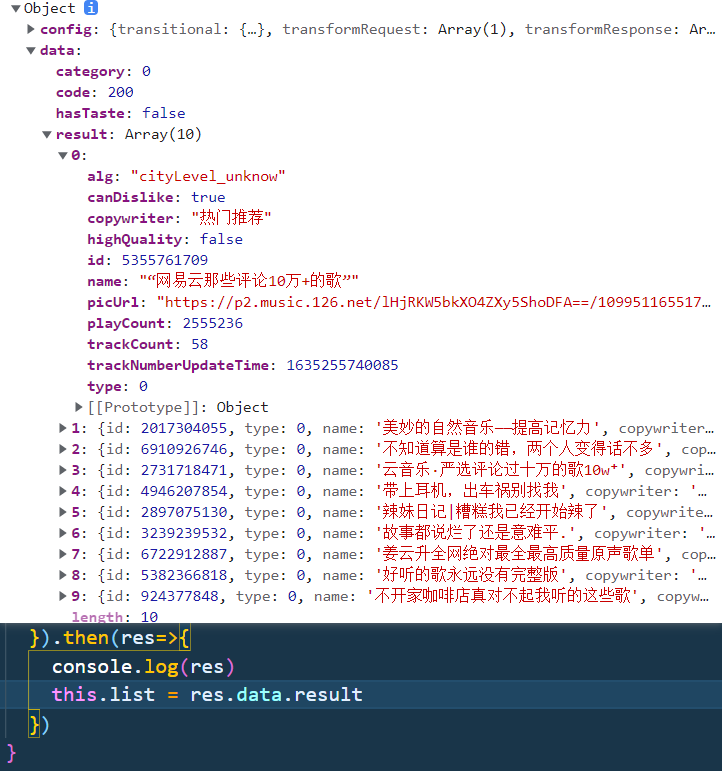 Object i
config: {transitional: {…}, transformRequest: Array(1), transformResponse: Ar…
data:
category: 0
code: 200
hasTaste: false
result: Array(10)
0:
alg: "cityLevel_unknow"
canDislike: true
copywriter: "热门推荐"
highQuality: false
id: 5355761709
name: "“网易云那些评论10万+的歌”"
picUrl: "https://p2.music.126.net/lHjRKW5bkXO4ZXy5ShoDFA==/109951165517…
playCount: 2555236
trackCount: 58
trackNumberUpdateTime: 1635255740085
type: 0
[[Prototype]]: Object
1: {id: 2017304055, type: 0, name: '美妙的自然音乐——提高记忆力', copywriter…
2: {id: 6910926746, type: 0, name: '不知道算是谁的错，两个人变得话不多', cop…
3: {id: 2731718471, type: 0, name: '云音乐·严选评论过十万的歌10w⁺', copywri…
4: {id: 4946207854, type: 0, name: '带上耳机，出车祸别找我', copywriter: '…
5: {id: 2897075130, type: 0, name: '辣妹日记|糟糕我已经开始辣了', copywrite…
6: {id: 3239239532, type: 0, name: '故事都说烂了还是意难平.', copywriter: '…
7: {id: 6722912887, type: 0, name: '姜云升全网绝对最全最高质量原声歌单', cop…
8: {id: 5382366818, type: 0, name: '好听的歌永远没有完整版', copywriter: '…
9: {id: 924377848, type: 0, name: '不开家咖啡店真对不起我听的这些歌', copyw…
length: 10
}).then(res=>{
console.log(res)
this.list = res.data.result
})
}